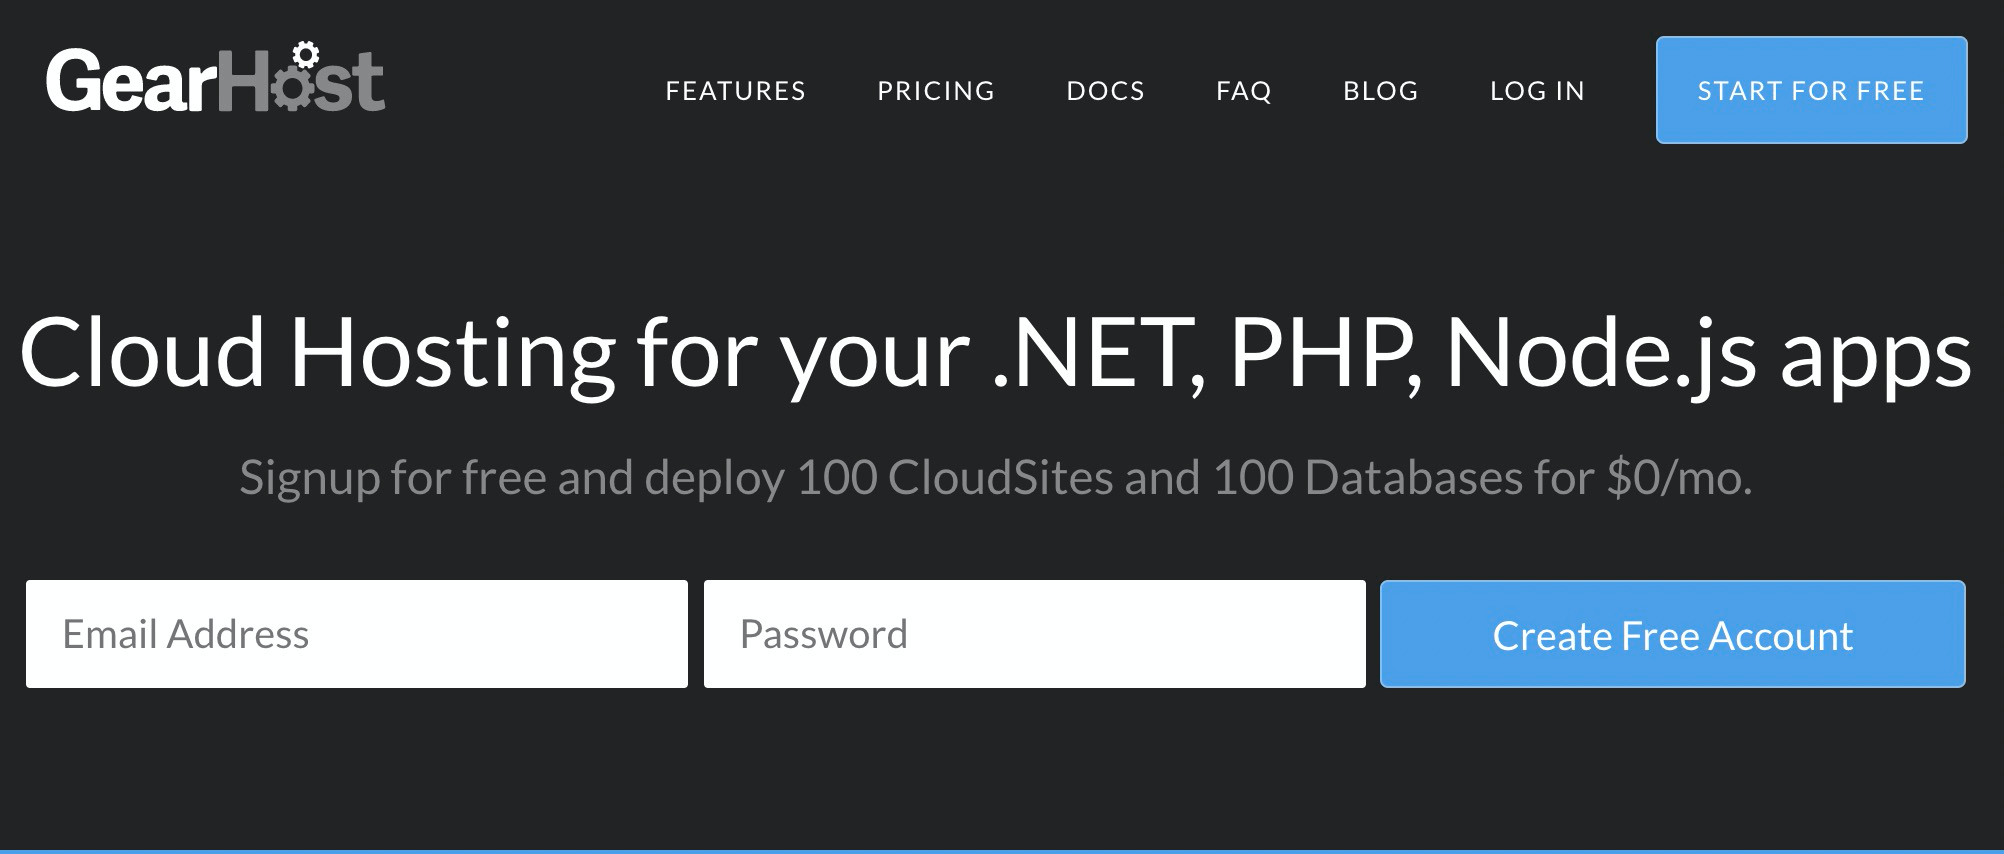 GearHost
FEATURES PRICING DOCS FAQ BLOG LOG IN START FOR FREE
Cloud Hosting for your .NET, PHP, Node.js apps
Signup for free and deploy 100 CloudSites and 100 Databases for $0/mo.
Email Address Password Create Free Account